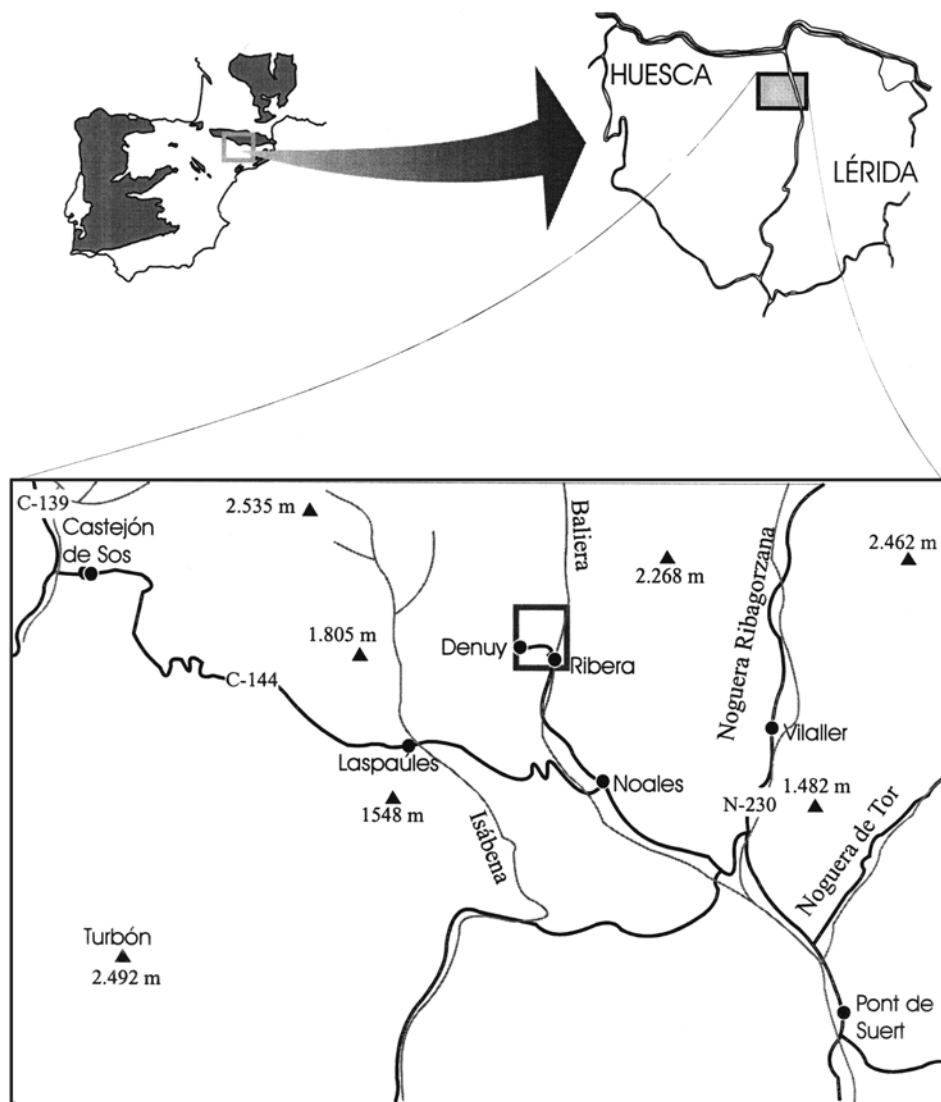 HUESCA
LÉRIDA
C-139
Castejón
de Sos
2.535 m
Baliera
2.268 m
Noguera Ribagorzana
2.462 m
1.805 m
Denuy
Ribera
C-144
Vilaller
Laspaúles
Noales
1548 m
N-230
1.482 m
Isábena
Noguera de Tor
Turbón
2.492 m
Pont de
Suert